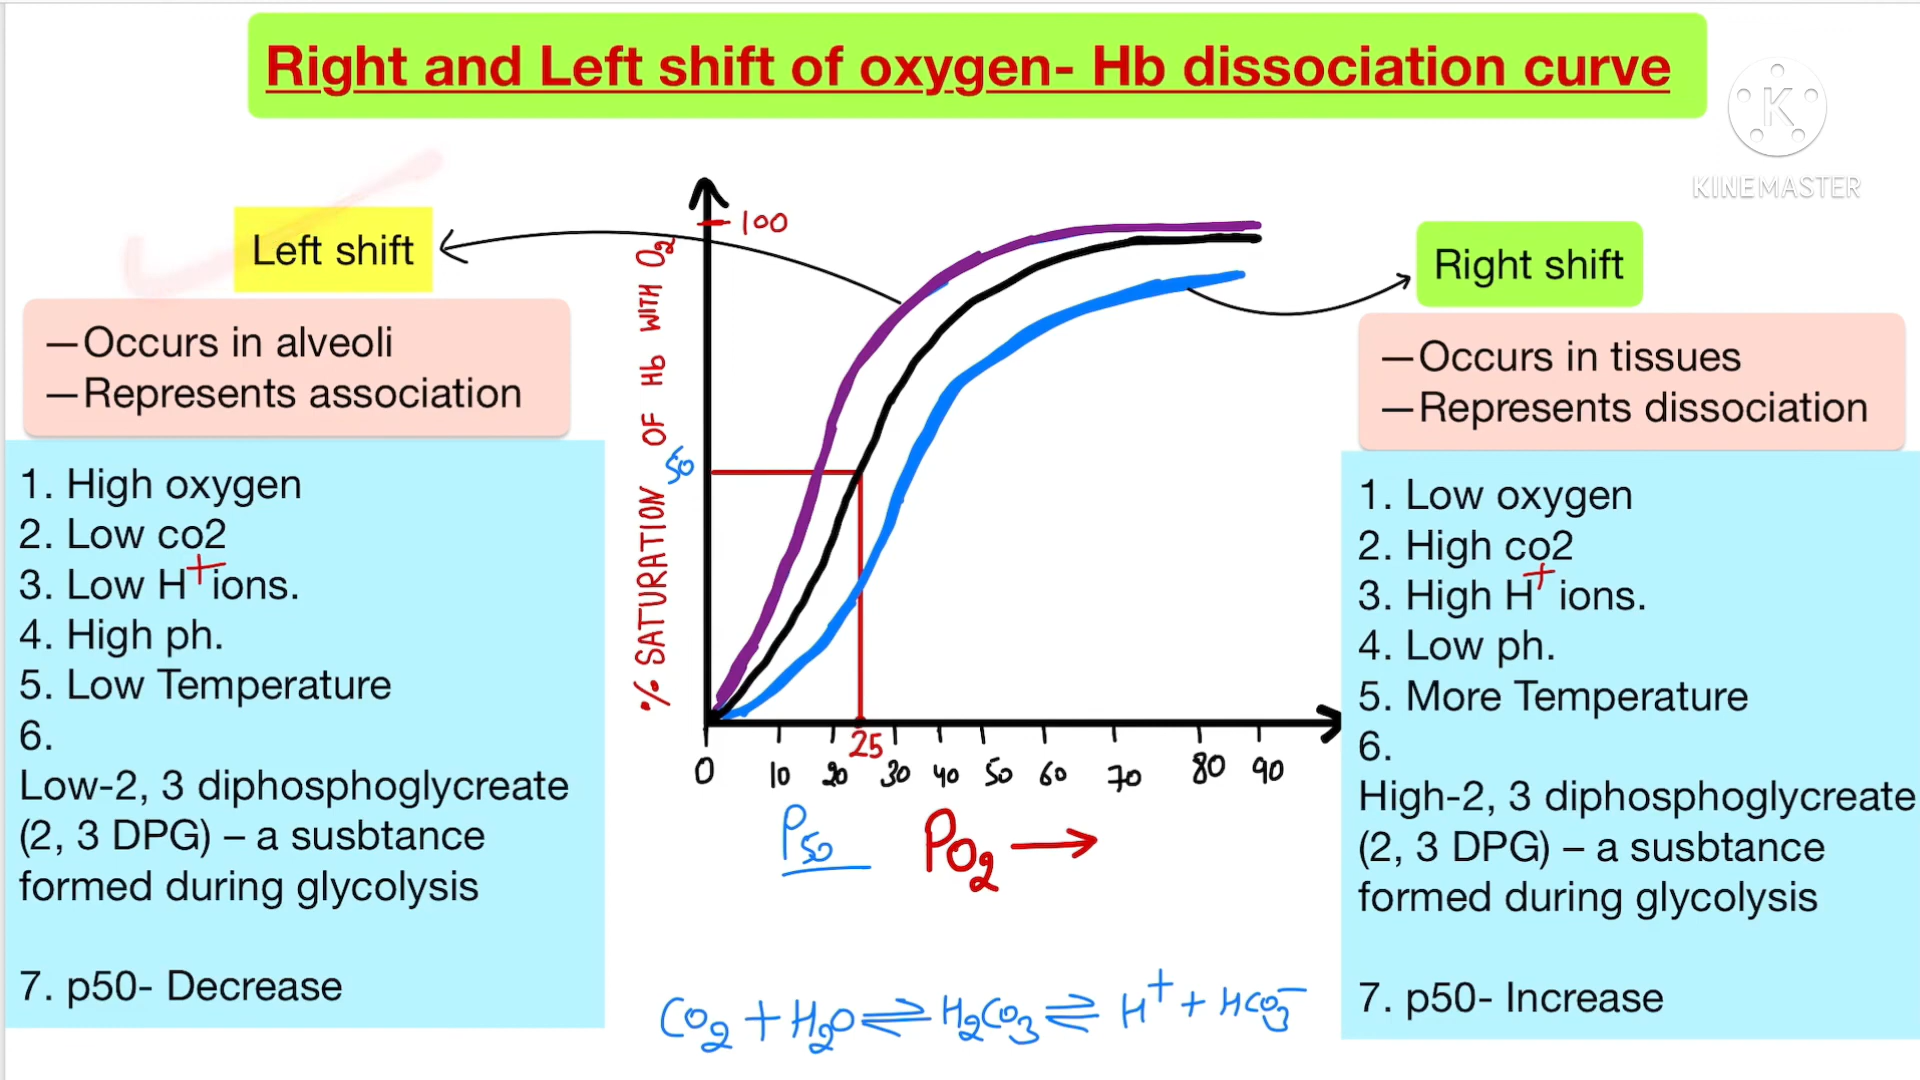 Right and Left shift of oxygen- Hb dissociation curve
K
KINEMASTER
Left shift
—Occurs in alveoli
—Represents association
1. High oxygen
2. Low co2
3. Low H+ ions.
4. High ph.
5. Low Temperature
6.
Low-2, 3 diphosphoglycreate
(2, 3 DPG) – a susbtance
formed during glycolysis
7. p50- Decrease
% SATURATION OF Hb WITH O2
100
50
25
0 10 20 30 40 50 60 70 80 90
P50
PO2 →
CO2 + H2O ⇌ H2CO3 ⇌ H+ + HCO3−
Right shift
—Occurs in tissues
—Represents dissociation
1. Low oxygen
2. High co2
3. High H+ ions.
4. Low ph.
5. More Temperature
6.
High-2, 3 diphosphoglycreate
(2, 3 DPG) – a susbtance
formed during glycolysis
7. p50- Increase